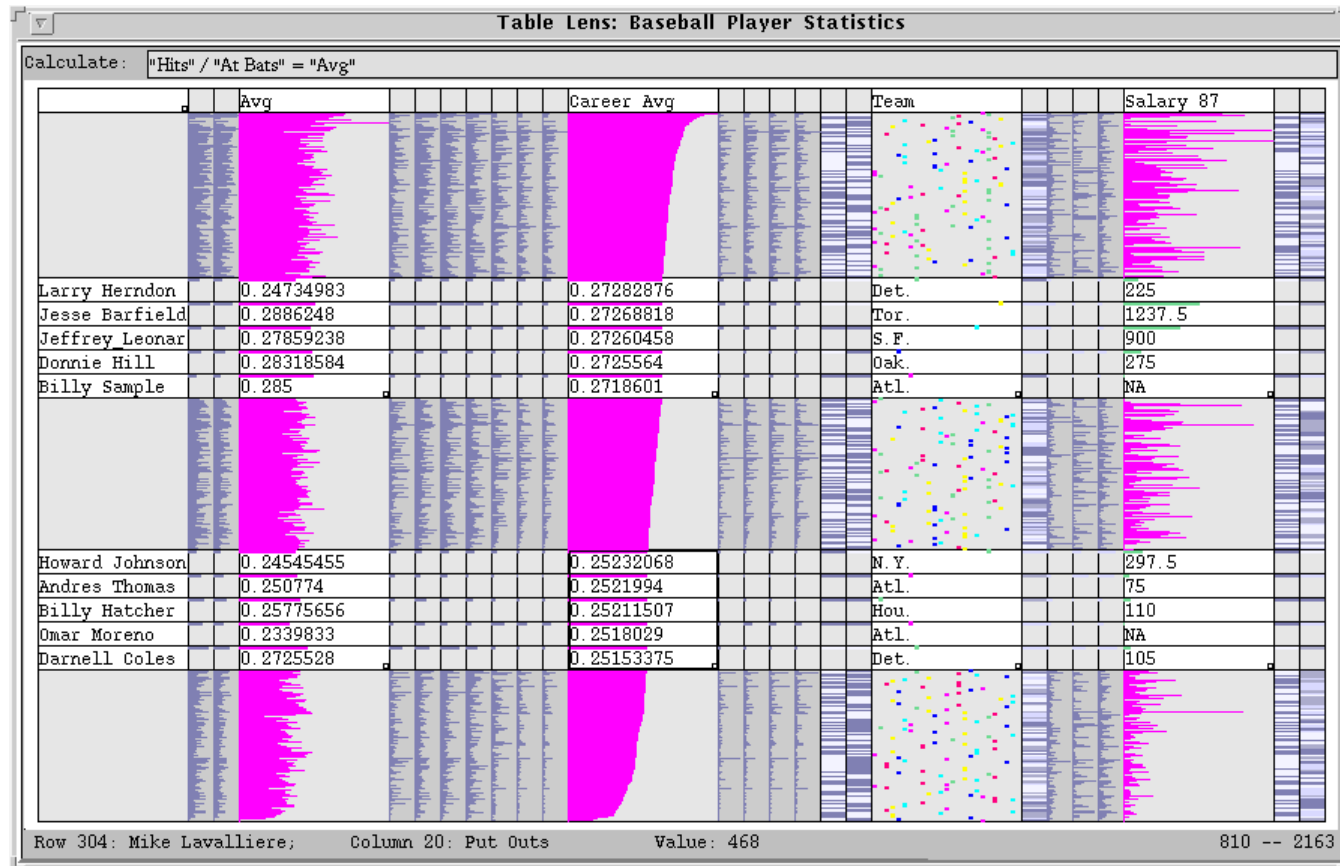 Table Lens: Baseball Player Statistics
Calculate: "Hits" / "At Bats" = "Avg"
Avg Career Avg Team Salary 87
Larry Herndon 0.24734983 0.27282876 Det. 225
Jesse Barfield 0.2886248 0.27268818 Tor. 1237.5
Jeffrey_Leonar 0.27859238 0.27260458 S.F. 900
Donnie Hill 0.28318584 0.2725564 Oak. 275
Billy Sample 0.285 0.2718601 Atl. NA
Howard Johnson 0.24545455 0.25232068 N.Y. 297.5
Andres Thomas 0.250774 0.2521994 Atl. 75
Billy Hatcher 0.25775656 0.25211507 Hou. 110
Omar Moreno 0.2339833 0.2518029 Atl. NA
Darnell Coles 0.2725528 0.25153375 Det. 105
Row 304: Mike Lavalliere; Column 20: Put Outs Value: 468 810 -- 2163